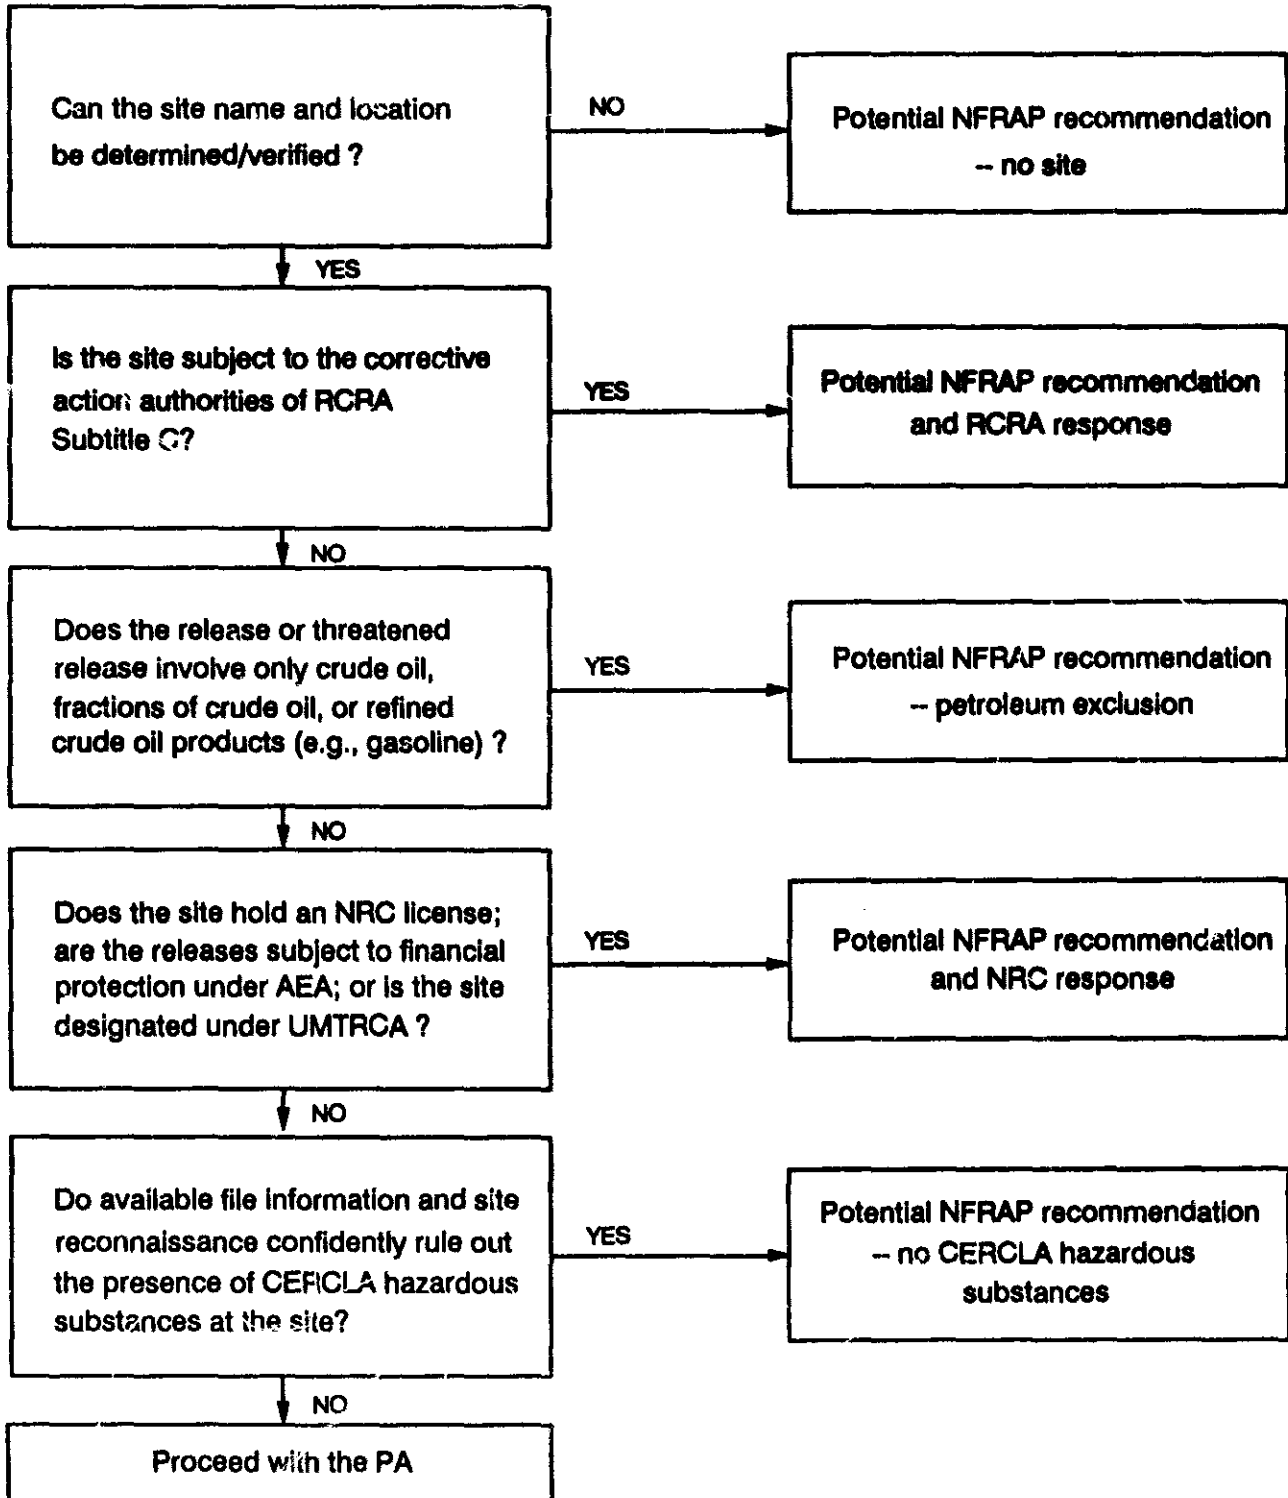 Can the site name and location
be determined/verified ?
NO
Potential NFRAP recommendation
-- no site
YES
Is the site subject to the corrective
action authorities of RCRA
Subtitle C?
YES
Potential NFRAP recommendation
and RCRA response
NO
Does the release or threatened
release involve only crude oil,
fractions of crude oil, or refined
crude oil products (e.g., gasoline) ?
YES
Potential NFRAP recommendation
-- petroleum exclusion
NO
Does the site hold an NRC license;
are the releases subject to financial
protection under AEA; or is the site
designated under UMTRCA ?
YES
Potential NFRAP recommendation
and NRC response
NO
Do available file information and site
reconnaissance confidently rule out
the presence of CERCLA hazardous
substances at the site?
YES
Potential NFRAP recommendation
-- no CERCLA hazardous
substances
NO
Proceed with the PA